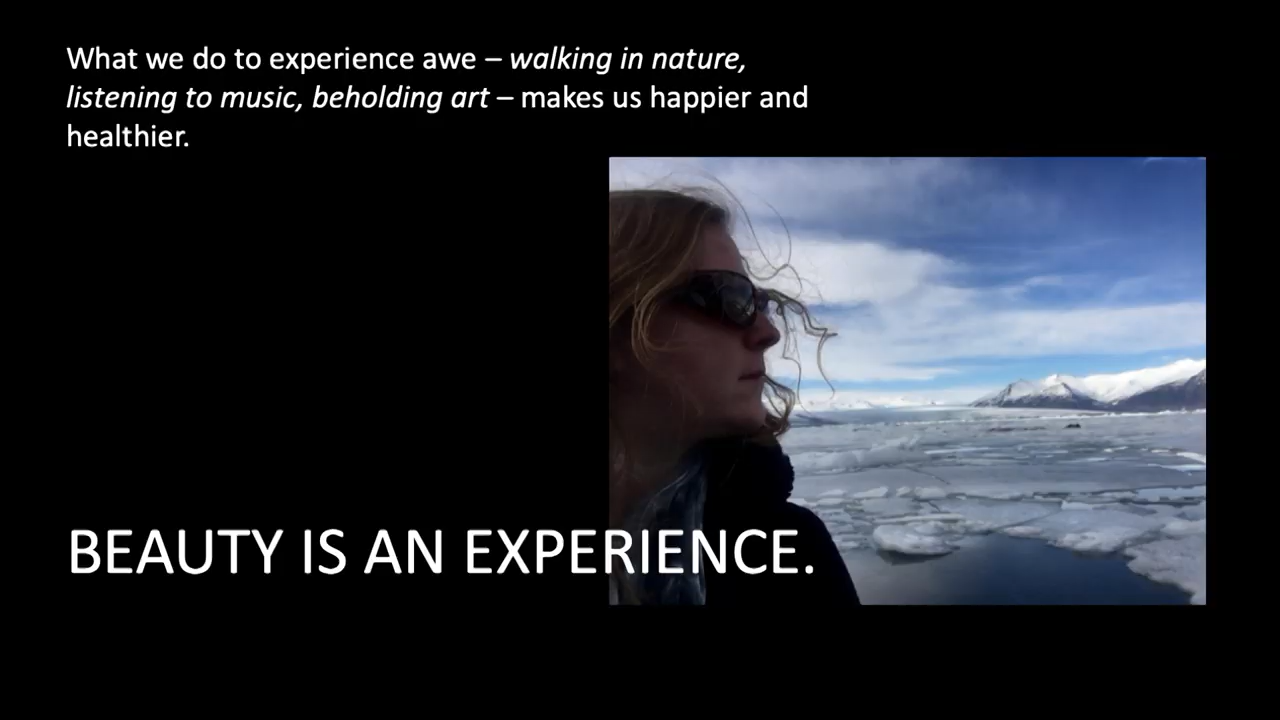 What we do to experience awe – walking in nature,
listening to music, beholding art – makes us happier and
healthier.
BEAUTY IS AN EXPERIENCE.